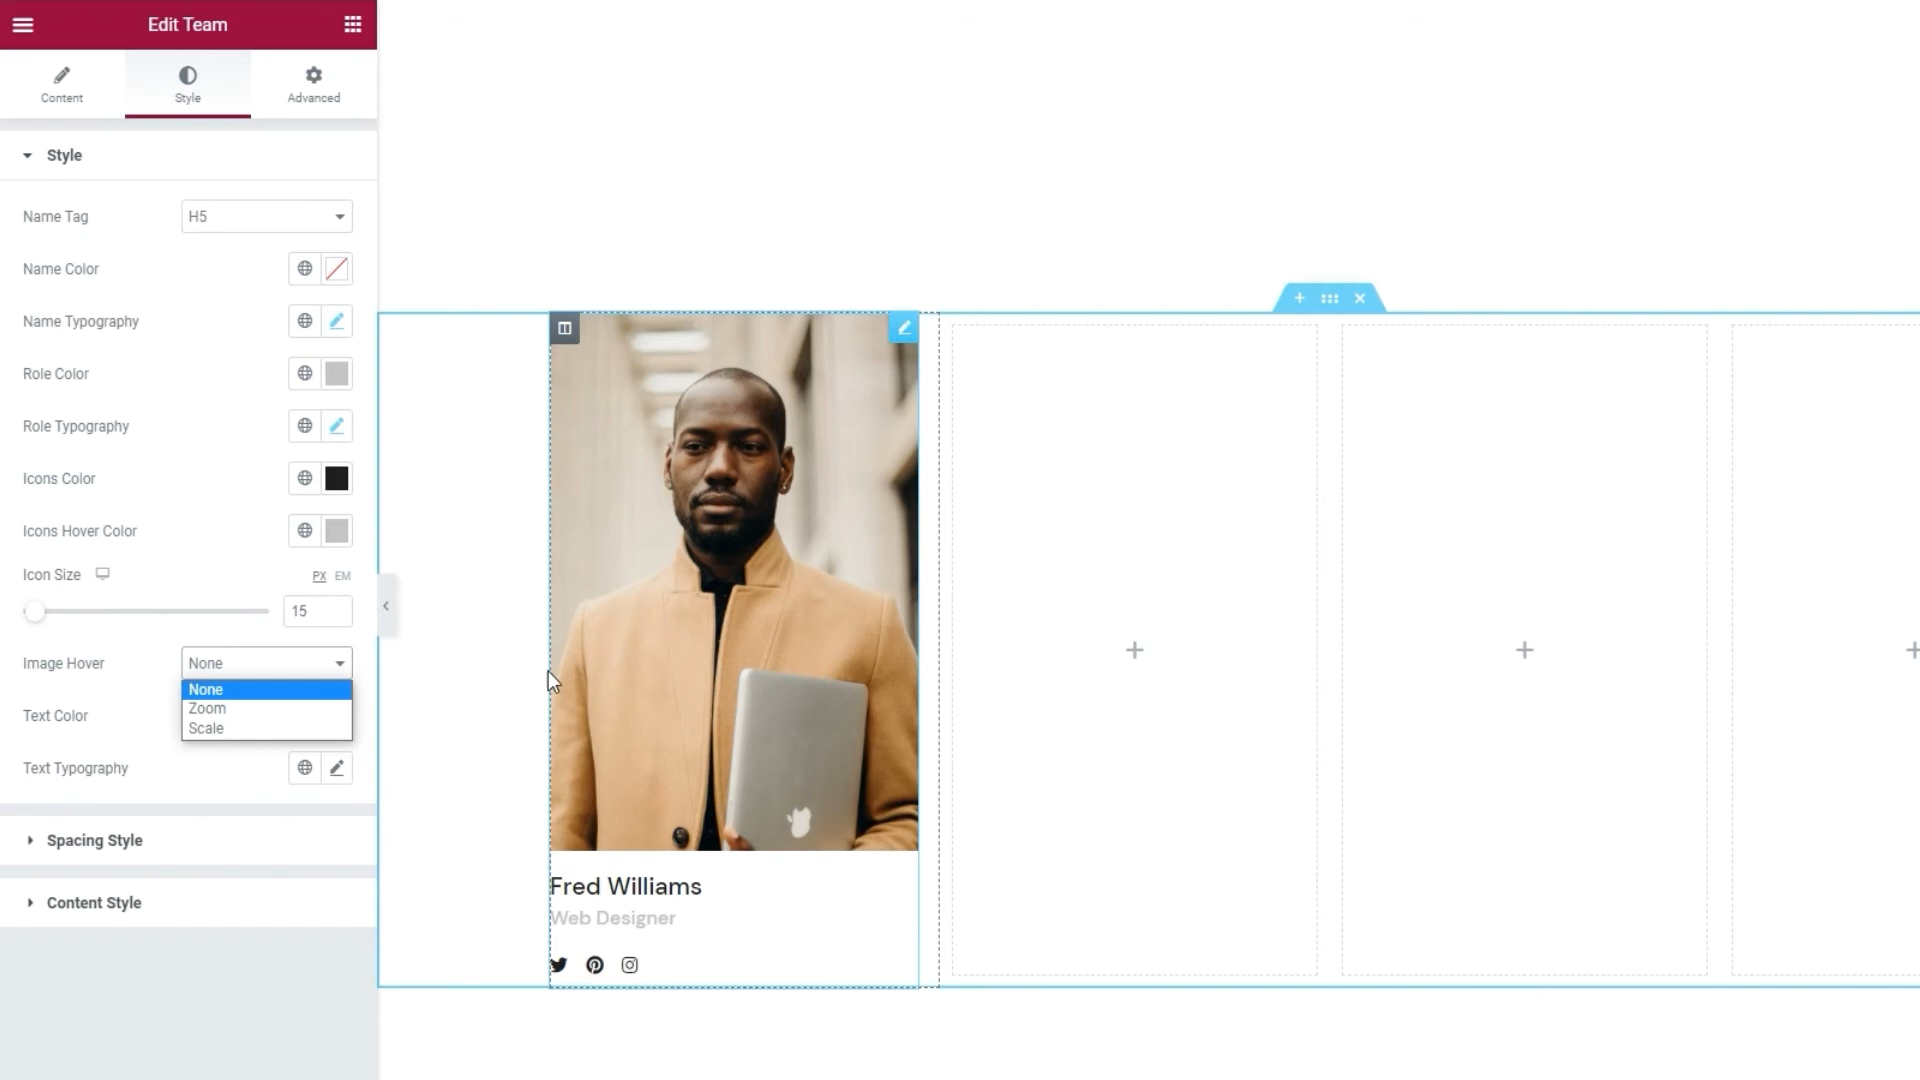 Edit Team
Content
Style
Advanced
Style
Name Tag
H5
Name Color
Name Typography
Role Color
Role Typography
Icons Color
Icons Hover Color
Icon Size
PX EM
15
Image Hover
None
None
Zoom
Scale
Text Color
Text Typography
Spacing Style
Content Style
Fred Williams
Web Designer